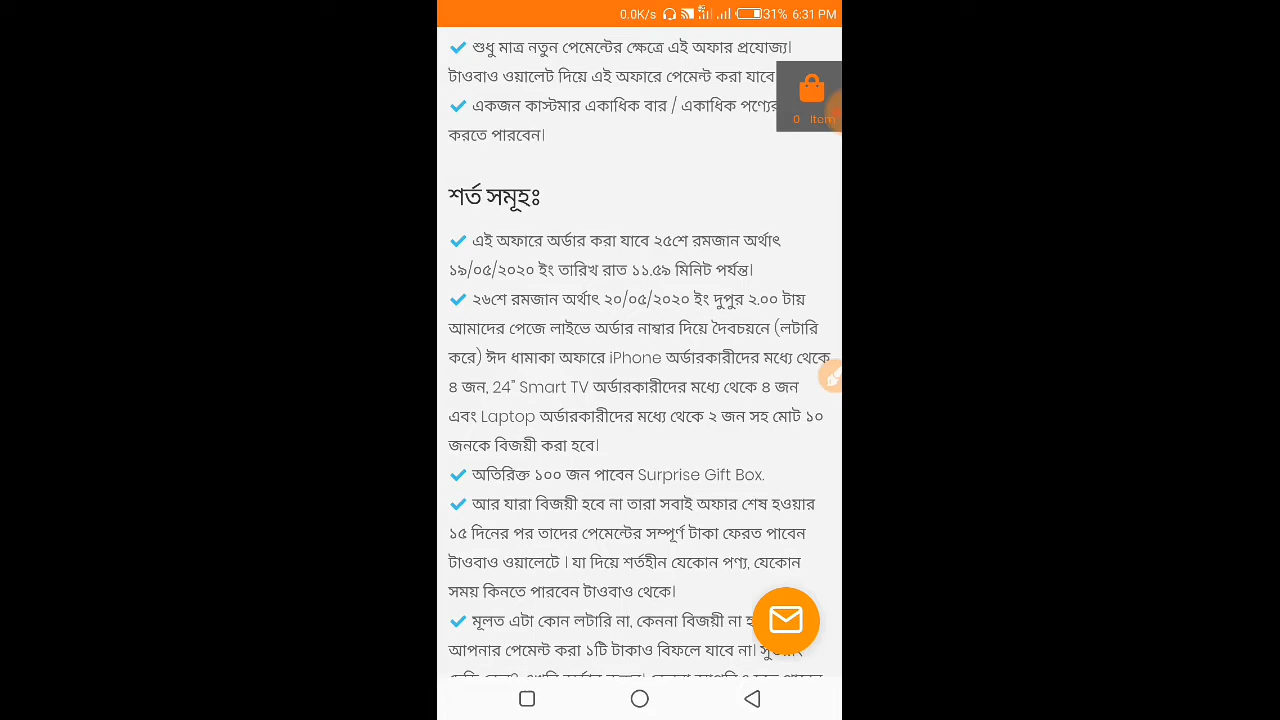 0.0K/s 4G 31% 6:31 PM
শুধু মাত্র নতুন পেমেন্টের ক্ষেত্রে এই অফার প্রযোজ্য।
টাওবাও ওয়ালেট দিয়ে এই অফারে পেমেন্ট করা যাবে
একজন কাস্টমার একাধিক বার / একাধিক পণ্যের
0 Item
করতে পারবেন।
শর্ত সমূহঃ
এই অফারে অর্ডার করা যাবে ২৫শে রমজান অর্থাৎ
১৯/০৫/২০২০ ইং তারিখ রাত ১১.৫৯ মিনিট পর্যন্ত।
২৬শে রমজান অর্থাৎ ২০/০৫/২০২০ ইং দুপুর ২.০০ টায়
আমাদের পেজে লাইভে অর্ডার নাম্বার দিয়ে দৈবচয়নে (লটারি
করে) ঈদ ধামাকা অফারে iPhone অর্ডারকারীদের মধ্যে থেকে
৪ জন, 24" Smart TV অর্ডারকারীদের মধ্যে থেকে ৪ জন
এবং Laptop অর্ডারকারীদের মধ্যে থেকে ২ জন সহ মোট ১০
জনকে বিজয়ী করা হবে।
অতিরিক্ত ১০০ জন পাবেন Surprise Gift Box.
আর যারা বিজয়ী হবে না তারা সবাই অফার শেষ হওয়ার
১৫ দিনের পর তাদের পেমেন্টের সম্পূর্ণ টাকা ফেরত পাবেন
টাওবাও ওয়ালেটে । যা দিয়ে শর্তহীন যেকোন পণ্য, যেকোন
সময় কিনতে পারবেন টাওবাও থেকে।
মূলত এটা কোন লটারি না, কেননা বিজয়ী না
আপনার পেমেন্ট করা ১টি টাকাও বিফলে যাবে না।